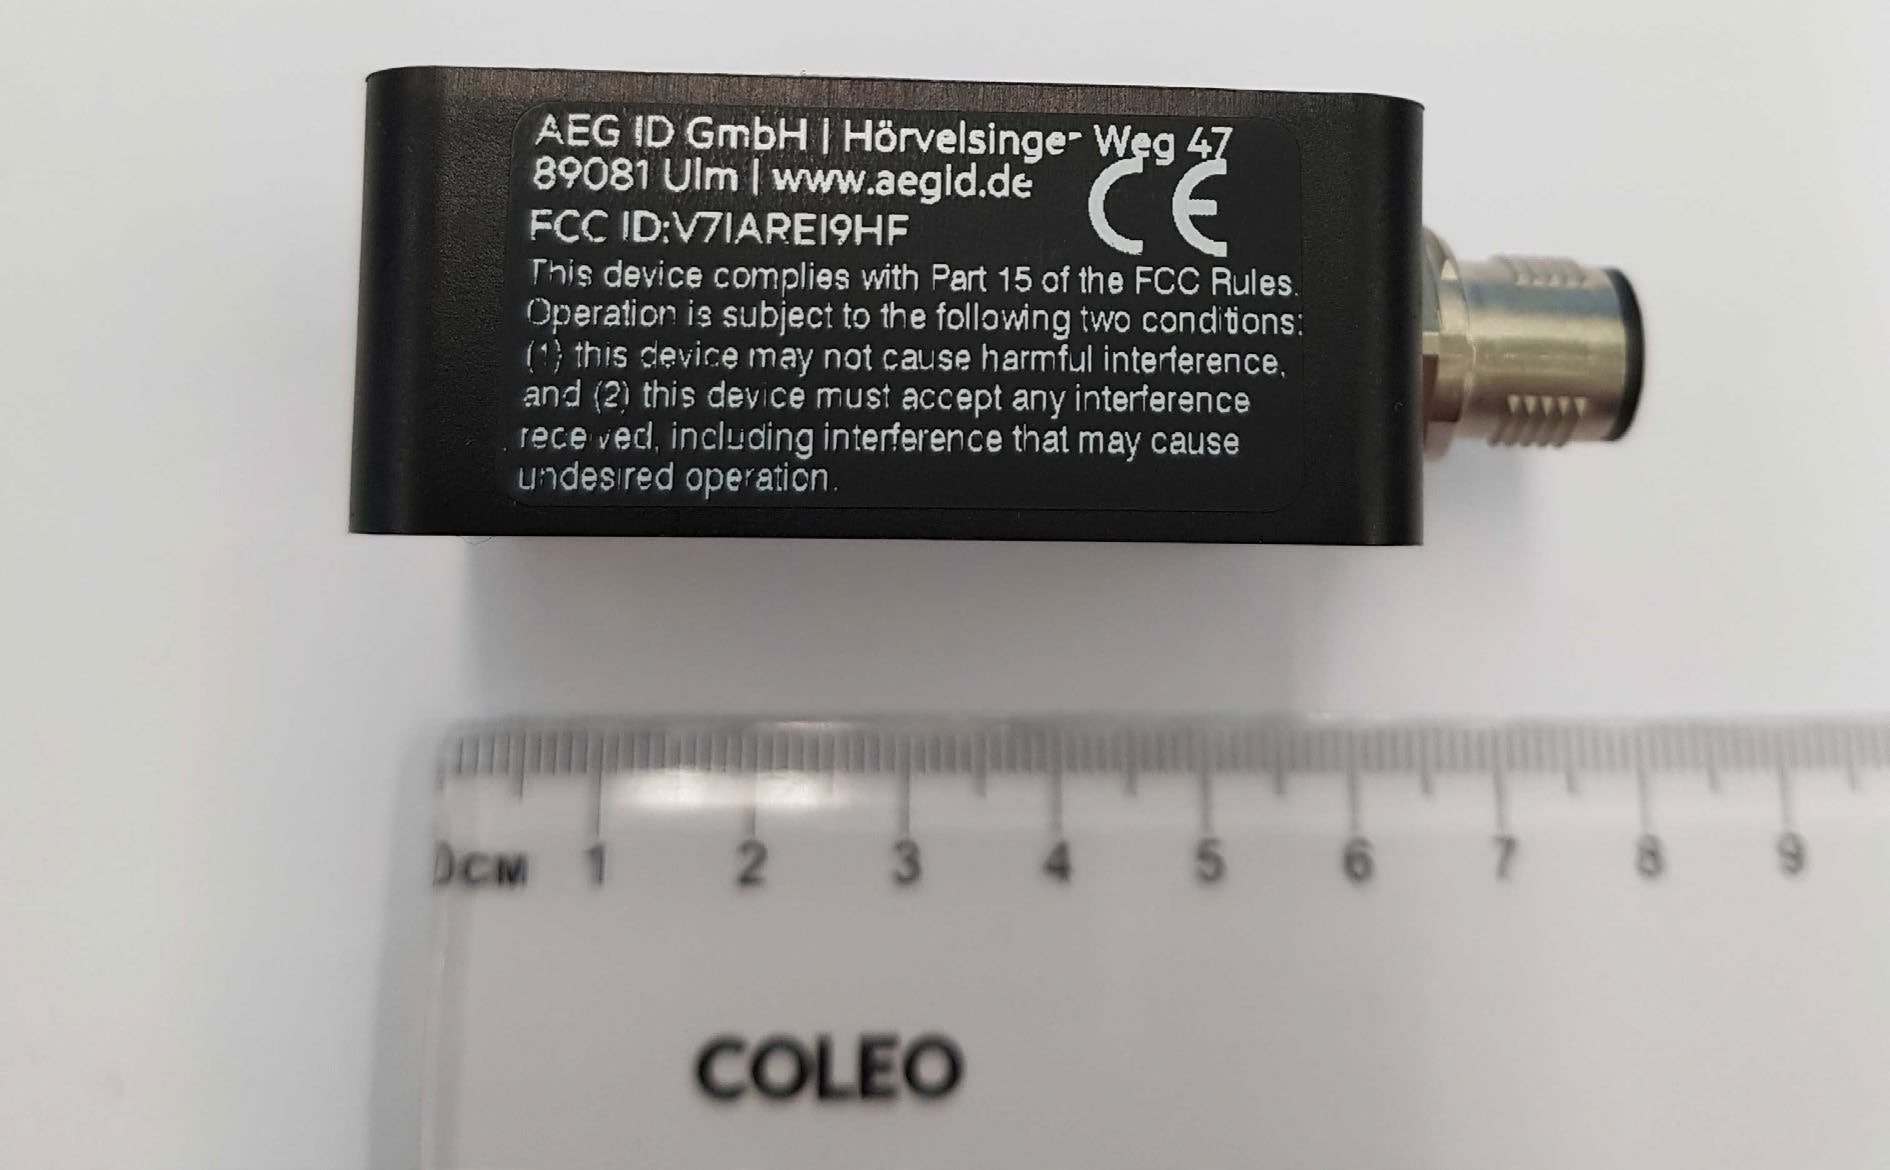 AEG ID GmbH | Hörvelsinger Weg 47
89081 Ulm | www.aegid.de
CE
FCC ID:V7IAREI9HF
This device complies with Part 15 of the FCC Rules.
Operation is subject to the following two conditions:
(1) this device may not cause harmful interference,
and (2) this device must accept any interference
received, including interference that may cause
undesired operation.
0CM 1 2 3 4 5 6 7 8 9
COLEO